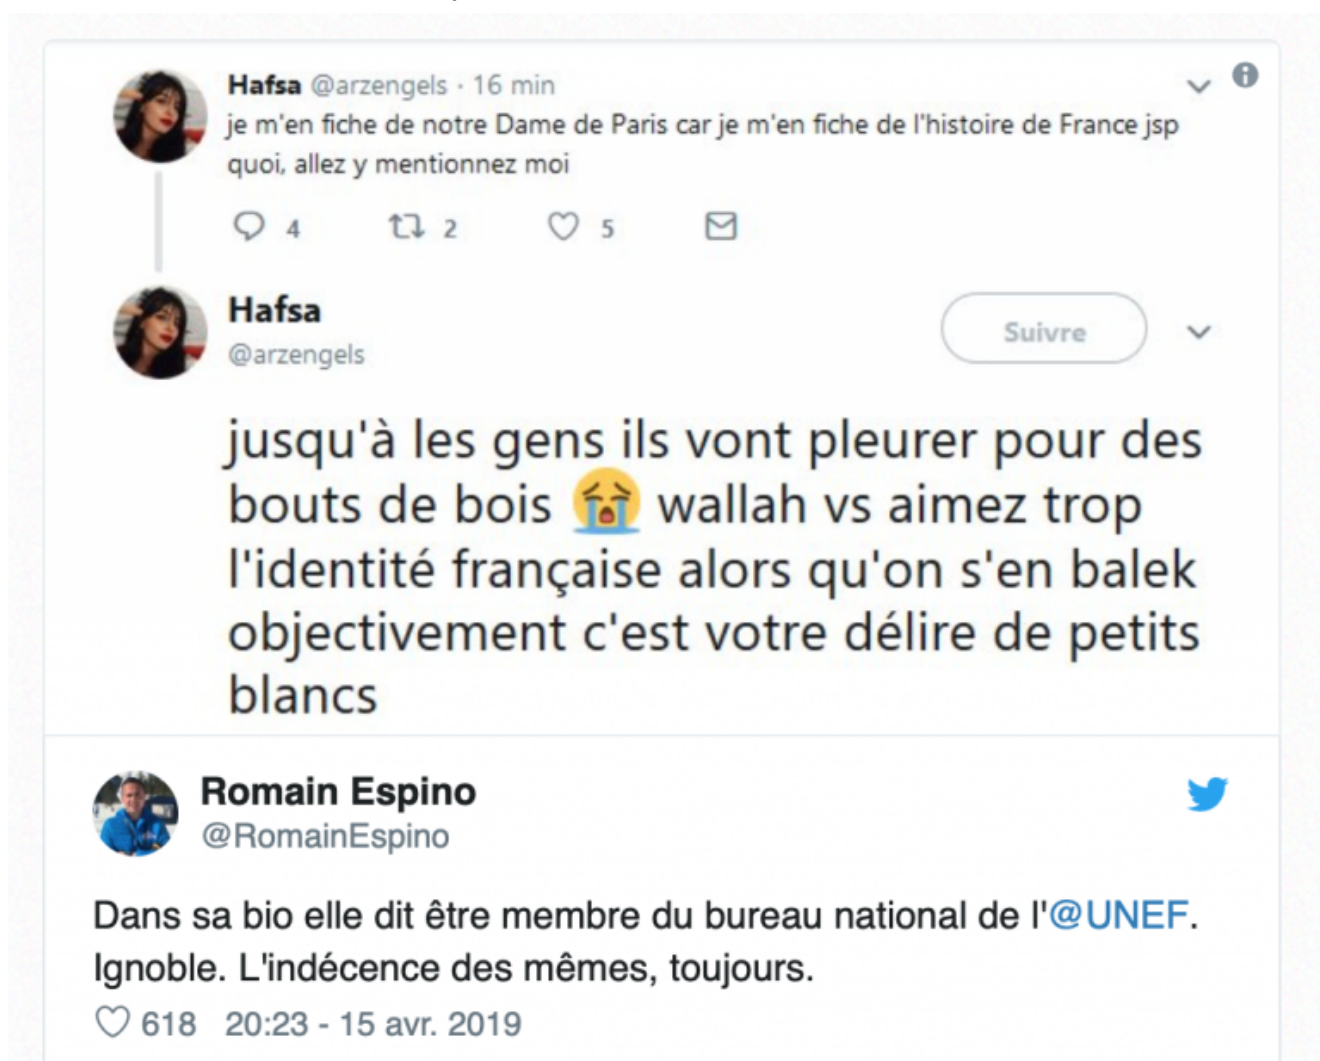 Hafsa @arzengels · 16 min
je m'en fiche de notre Dame de Paris car je m'en fiche de l'histoire de France jsp
quoi, allez y mentionnez moi
4 2 5
Hafsa
@arzengels
Suivre
jusqu'à les gens ils vont pleurer pour des
bouts de bois 😭 wallah vs aimez trop
l'identité française alors qu'on s'en balek
objectivement c'est votre délire de petits
blancs
Romain Espino
@RomainEspino
Dans sa bio elle dit être membre du bureau national de l'@UNEF.
Ignoble. L'indécence des mêmes, toujours.
618 20:23 - 15 avr. 2019